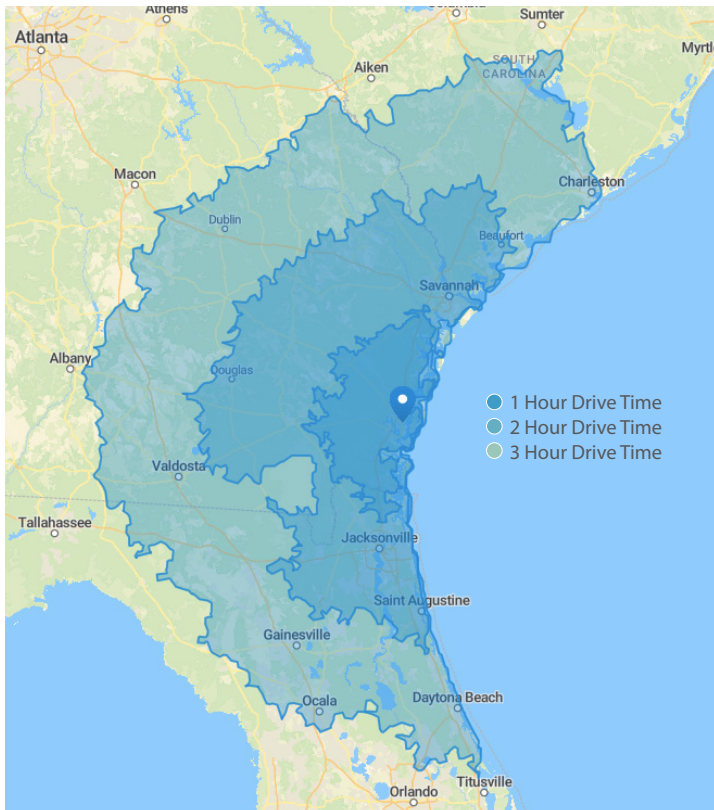 Athens
Sumter
Atlanta
SOUTH
CAROLINA
Aiken
Myrtl
Macon
Charleston
Dublin
Beaufort
Savannah
Albany
Douglas
1 Hour Drive Time
2 Hour Drive Time
3 Hour Drive Time
Valdosta
Tallahassee
Jacksonville
Saint Augustine
Gainesville
Ocala
Daytona Beach
Titusville
Orlando